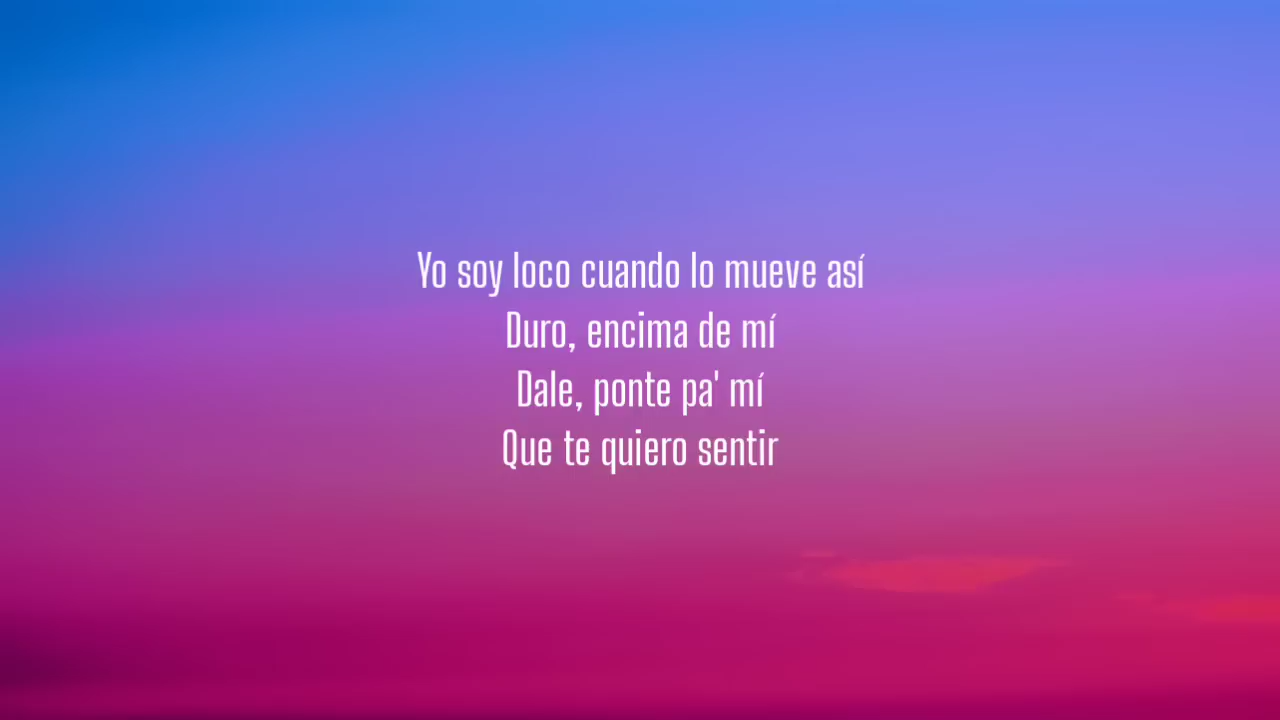 Yo soy loco cuando lo mueve así
Duro, encima de mí
Dale, ponte pa' mí
Que te quiero sentir